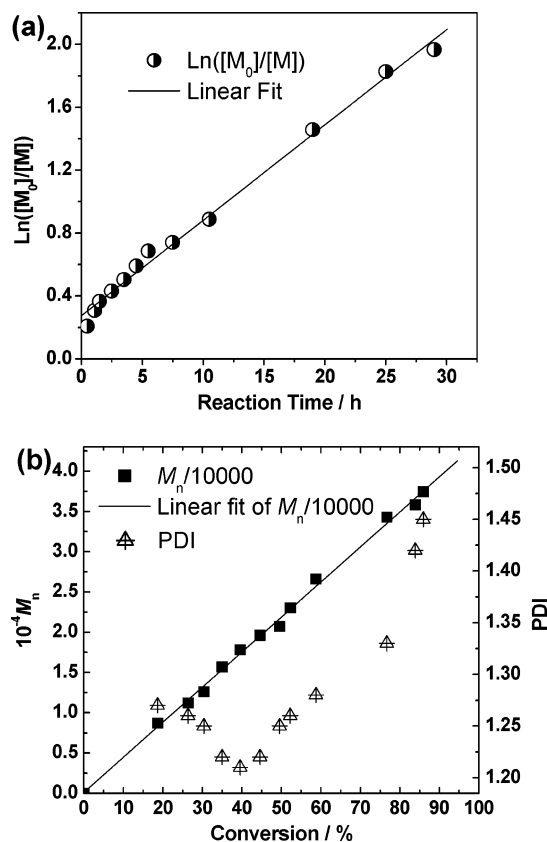 (a)
Ln([M0]/[M])
Linear Fit
Ln([M0]/[M])
2.0
1.6
1.2
0.8
0.4
0.0
0 5 10 15 20 25 30
Reaction Time / h
(b)
Mn/10000
Linear fit of Mn/10000
PDI
10-4Mn
4.0
3.5
3.0
2.5
2.0
1.5
1.0
0.5
0.0
1.50
1.45
1.40
1.35
1.30
1.25
1.20
PDI
0 10 20 30 40 50 60 70 80 90 100
Conversion / %